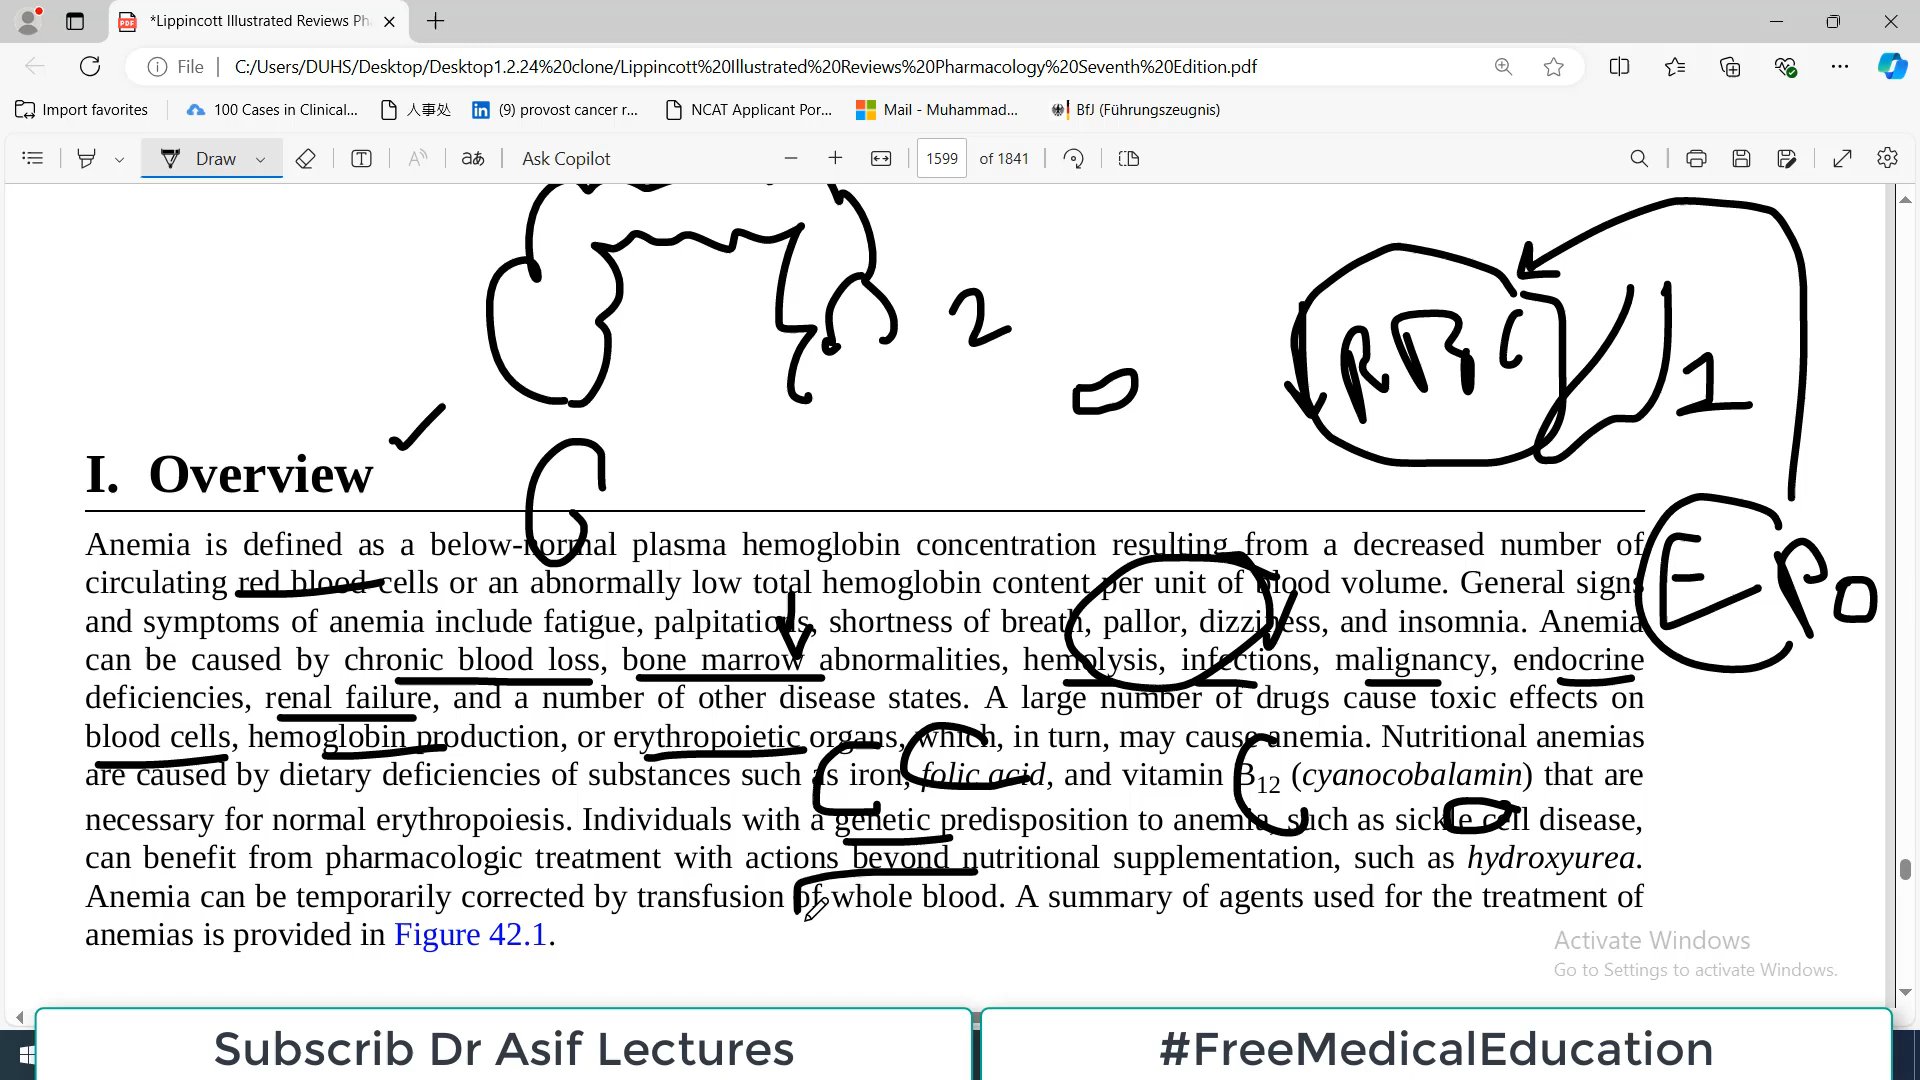 *Lippincott Illustrated Reviews Ph
File
C:/Users/DUHS/Desktop/Desktop1.2.24%20clone/Lippincott%20Illustrated%20Reviews%20Pharmacology%20Seventh%20Edition.pdf
Import favorites
100 Cases in Clinical...
人事处
(9) provost cancer r...
NCAT Applicant Por...
Mail - Muhammad...
BfJ (Führungszeugnis)
Draw
Ask Copilot
1599 of 1841
2
RBC
1
EPO
I. Overview
Anemia is defined as a below-normal plasma hemoglobin concentration resulting from a decreased number of
circulating red blood cells or an abnormally low total hemoglobin content per unit of blood volume. General signs
and symptoms of anemia include fatigue, palpitations, shortness of breath, pallor, dizziness, and insomnia. Anemia
can be caused by chronic blood loss, bone marrow abnormalities, hemolysis, infections, malignancy, endocrine
deficiencies, renal failure, and a number of other disease states. A large number of drugs cause toxic effects on
blood cells, hemoglobin production, or erythropoietic organs, which, in turn, may cause anemia. Nutritional anemias
are caused by dietary deficiencies of substances such as iron, folic acid, and vitamin B12 (cyanocobalamin) that are
necessary for normal erythropoiesis. Individuals with a genetic predisposition to anemia, such as sickle cell disease,
can benefit from pharmacologic treatment with actions beyond nutritional supplementation, such as hydroxyurea.
Anemia can be temporarily corrected by transfusion of whole blood. A summary of agents used for the treatment of
anemias is provided in Figure 42.1.
Activate Windows
Go to Settings to activate Windows.
Subscrib Dr Asif Lectures
#FreeMedicalEducation